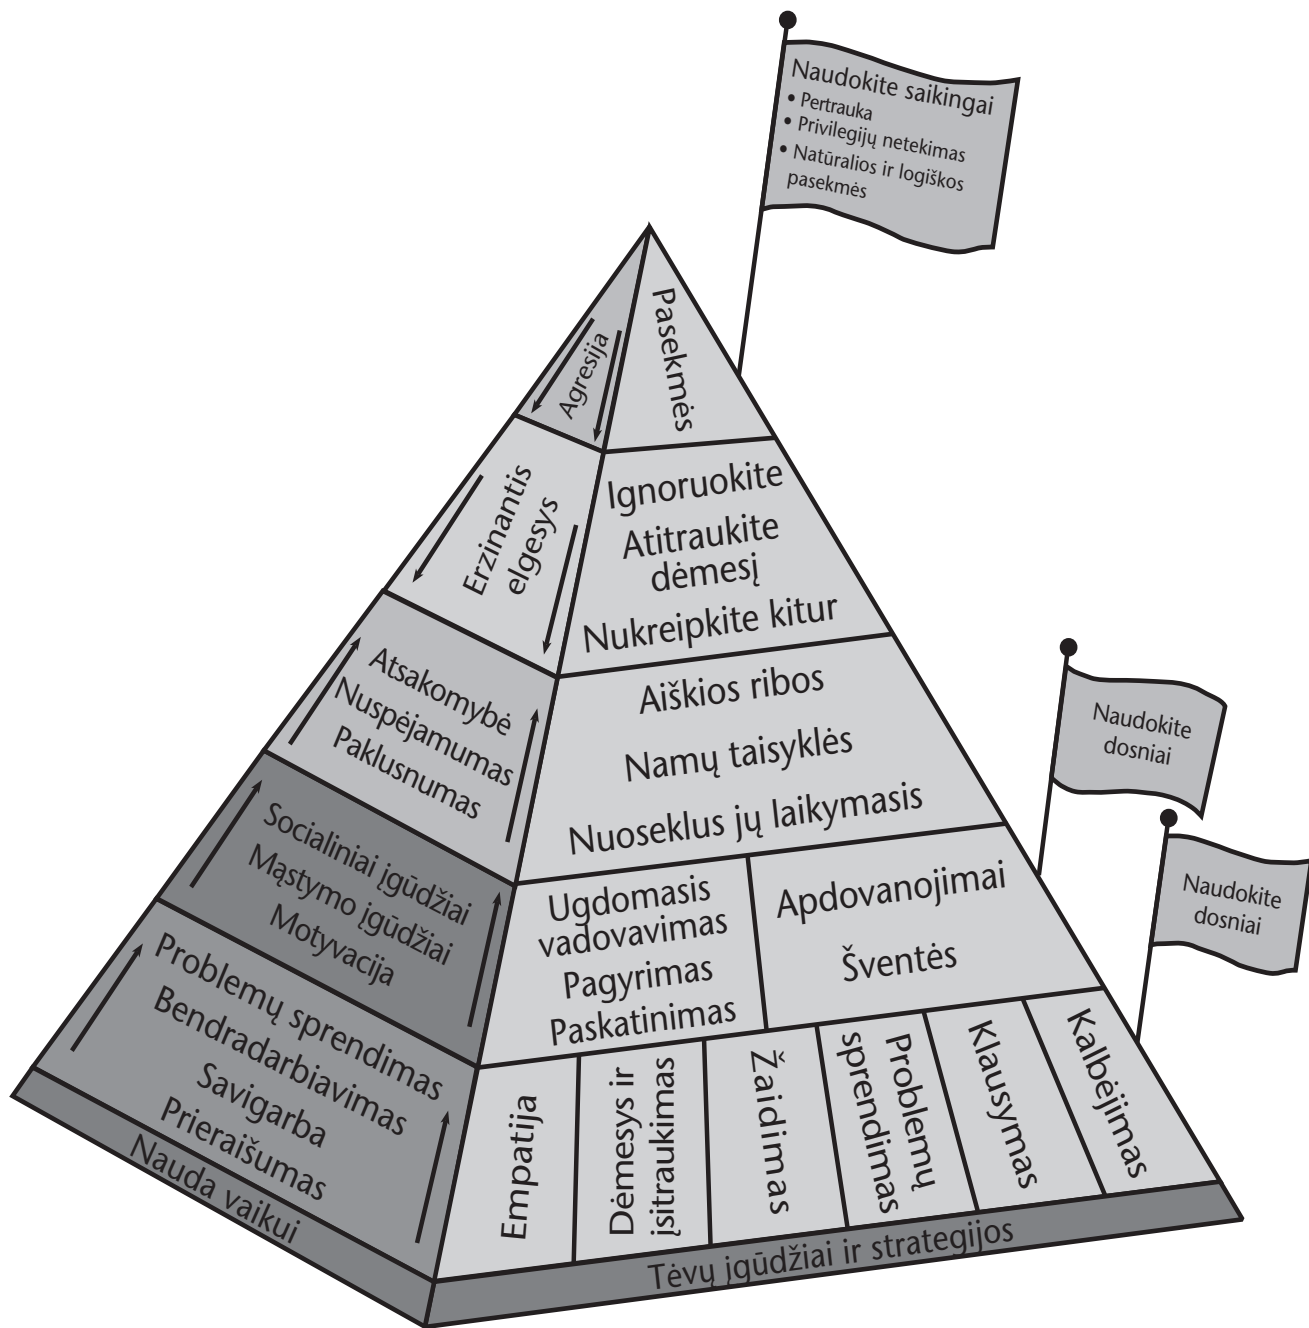 Naudokite saikingai
• Pertrauka
• Privilegijų netekimas
• Natūralios ir logiškos
pasekmės
Agresija
Pasekmės
Erzinantis
elgesys
Ignoruokite
Atitraukite
dėmesį
Nukreipkite kitur
Atsakomybė
Nuspėjamumas
Paklusnumas
Aiškios ribos
Namų taisyklės
Nuoseklus jų laikymasis
Naudokite
dosniai
Socialiniai įgūdžiai
Mąstymo įgūdžiai
Motyvacija
Ugdomasis
vadovavimas
Pagyrimas
Paskatinimas
Apdovanojimai
Šventės
Naudokite
dosniai
Problemų sprendimas
Bendradarbiavimas
Savigarba
Prieraišumas
Empatija
Dėmesys ir
įsitraukimas
Žaidimas
Problemų
sprendimas
Klausymas
Kalbėjimas
Nauda vaikui
Tėvų įgūdžiai ir strategijos